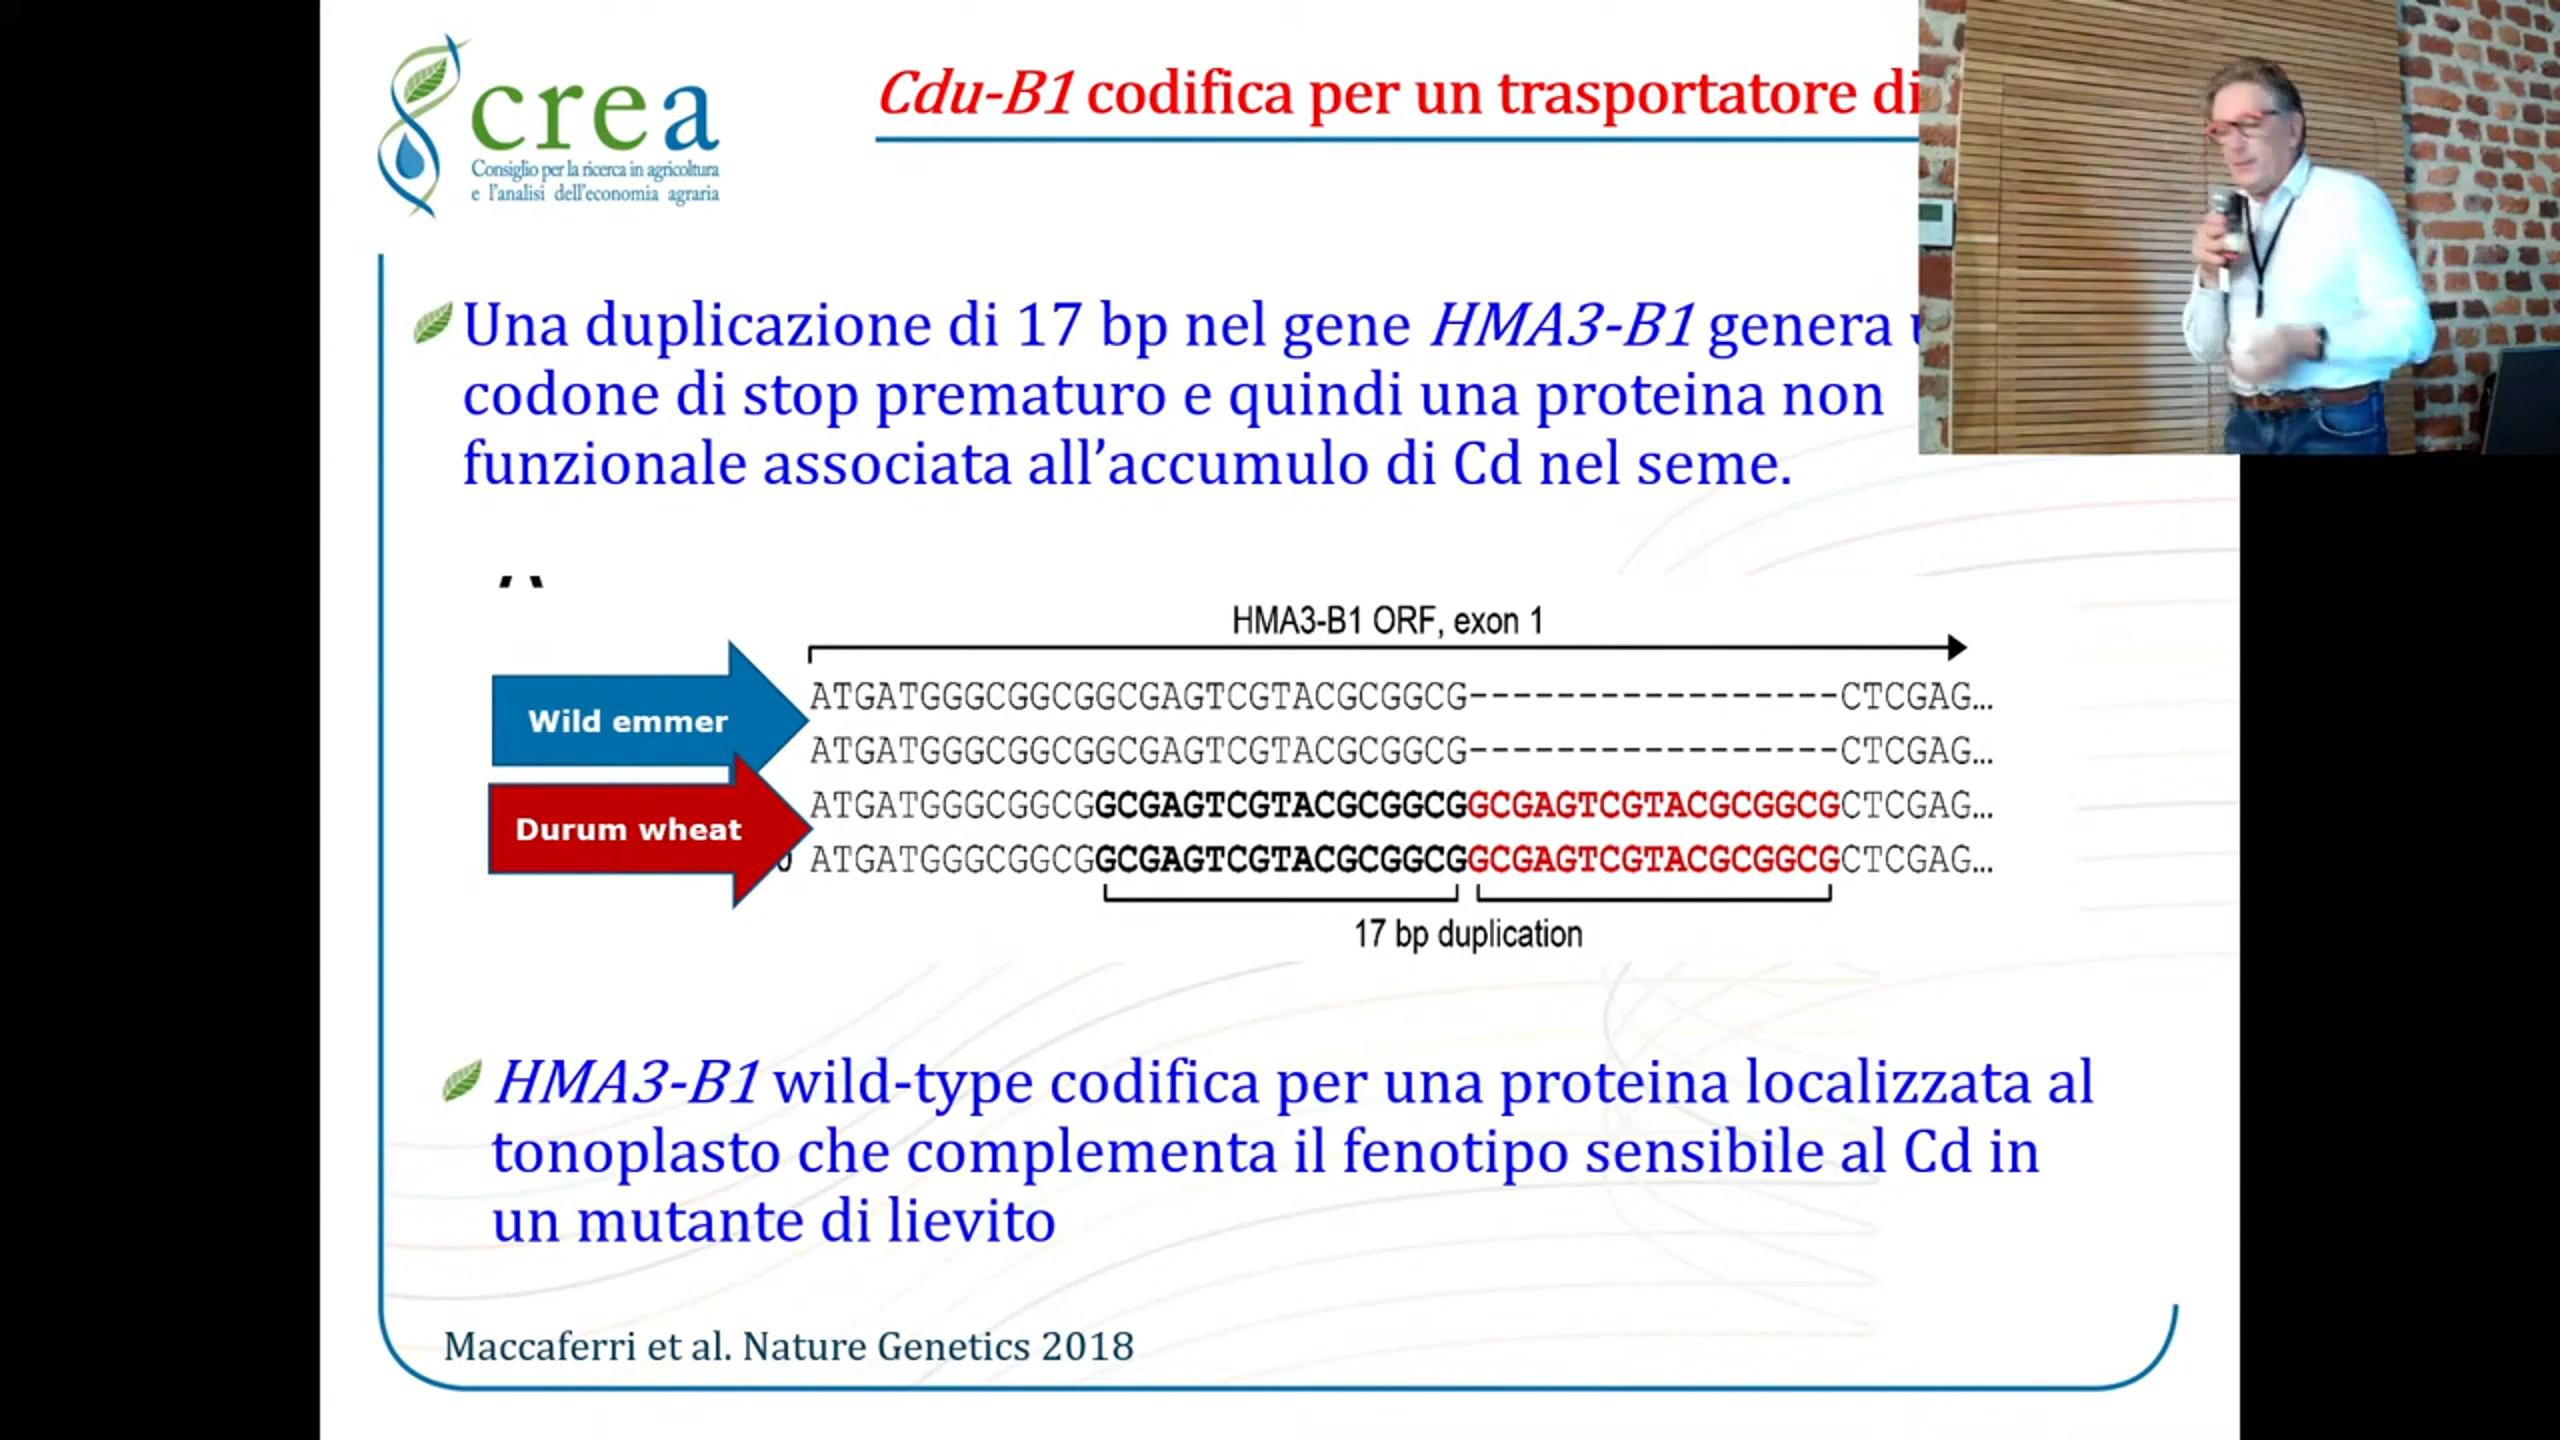 crea
Consiglio per la ricerca in agricoltura
e l'analisi dell'economia agraria
Cdu-B1 codifica per un trasportatore di
Una duplicazione di 17 bp nel gene HMA3-B1 genera
codone di stop prematuro e quindi una proteina non
funzionale associata all’accumulo di Cd nel seme.
HMA3-B1 ORF, exon 1
Wild emmer
ATGATGGGCGGCGGCGAGTCGTACGCGGCG-----------------CTCGAG...
ATGATGGGCGGCGGCGAGTCGTACGCGGCG-----------------CTCGAG...
Durum wheat
ATGATGGGCGGCGGCGAGTCGTACGCGGCGGCGAGTCGTACGCGGCGCTCGAG...
ATGATGGGCGGCGGCGAGTCGTACGCGGCGGCGAGTCGTACGCGGCGCTCGAG...
17 bp duplication
HMA3-B1 wild-type codifica per una proteina localizzata al
tonoplasto che complementa il fenotipo sensibile al Cd in
un mutante di lievito
Maccaferri et al. Nature Genetics 2018